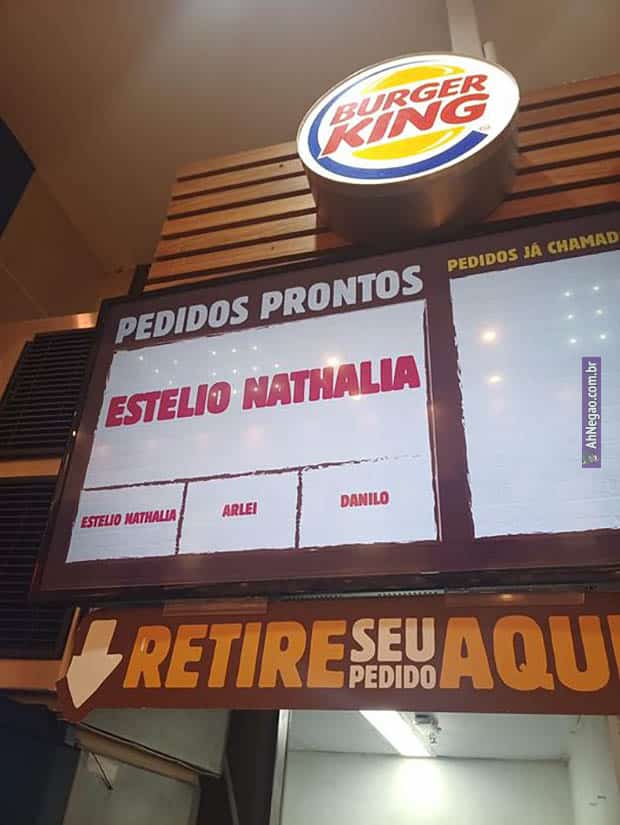 BURGER
KING
PEDIDOS PRONTOS
PEDIDOS JÁ CHAMAD
ESTELIO NATHALIA
ESTELIO NATHALIA
ARLEI
DANILO
AhNegao.com.br
RETIRE SEU PEDIDO AQUI